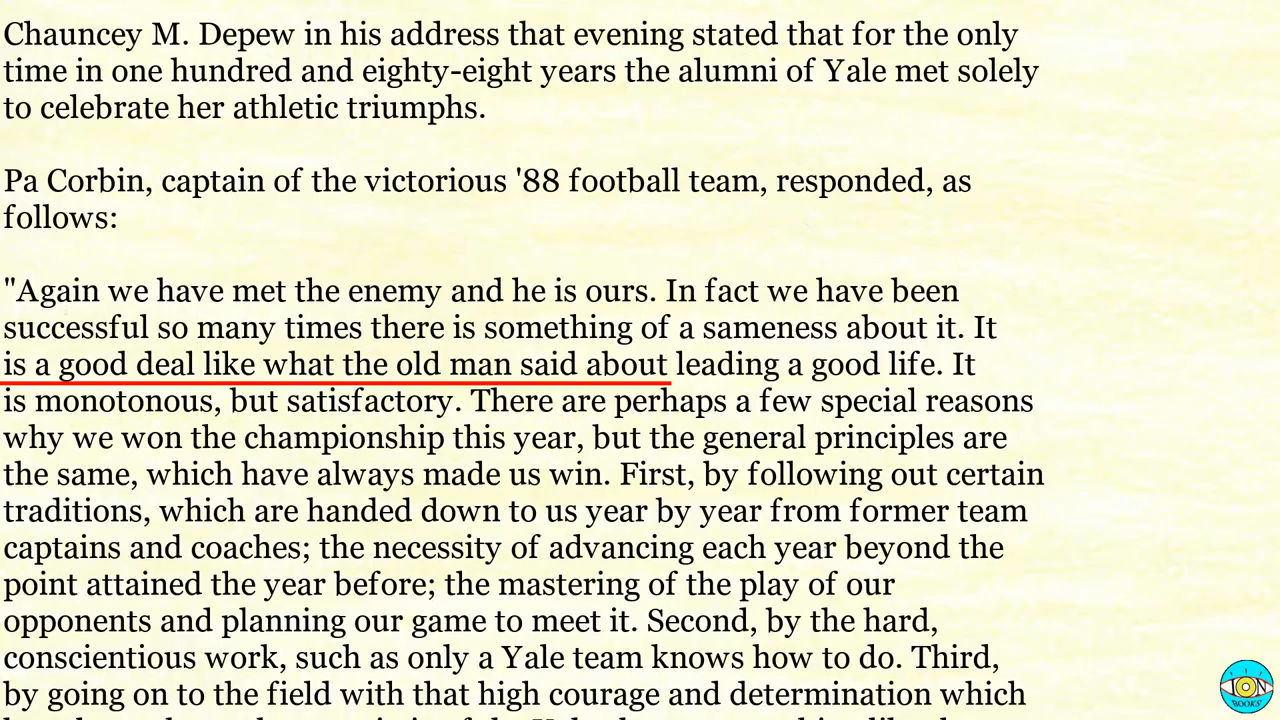 Chauncey M. Depew in his address that evening stated that for the only
time in one hundred and eighty-eight years the alumni of Yale met solely
to celebrate her athletic triumphs.
Pa Corbin, captain of the victorious '88 football team, responded, as
follows:
"Again we have met the enemy and he is ours. In fact we have been
successful so many times there is something of a sameness about it. It
is a good deal like what the old man said about leading a good life. It
is monotonous, but satisfactory. There are perhaps a few special reasons
why we won the championship this year, but the general principles are
the same, which have always made us win. First, by following out certain
traditions, which are handed down to us year by year from former team
captains and coaches; the necessity of advancing each year beyond the
point attained the year before; the mastering of the play of our
opponents and planning our game to meet it. Second, by the hard,
conscientious work, such as only a Yale team knows how to do. Third,
by going on to the field with that high courage and determination which
ION
BOOKS